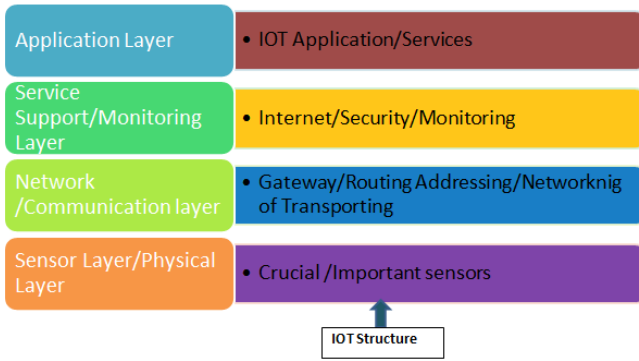 Application Layer
• IOT Application/Services
Service
Support/Monitoring
Layer
• Internet/Security/Monitoring
Network
/Communication layer
• Gateway/Routing Addressing/Networknig
of Transporting
Sensor Layer/Physical
Layer
• Crucial /Important sensors
IOT Structure